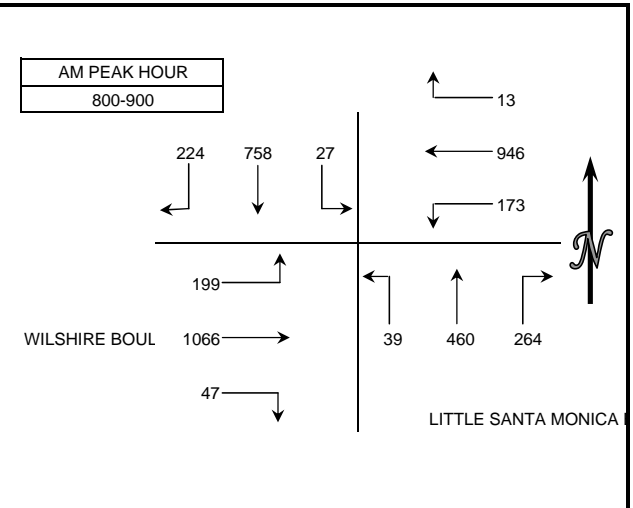 AM PEAK HOUR
800-900
13
224 758 27
946
173
N
199
WILSHIRE BOUL 1066
39 460 264
47
LITTLE SANTA MONICA